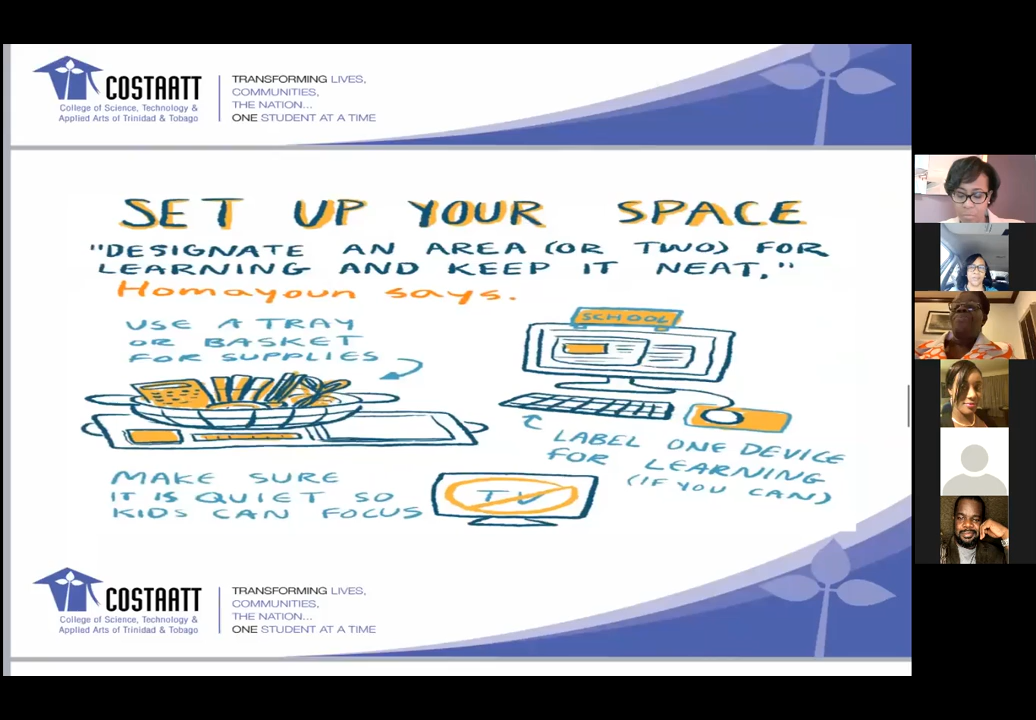 COSTAATT
College of Science, Technology &
Applied Arts of Trinidad & Tobago
TRANSFORMING LIVES,
COMMUNITIES,
THE NATION...
ONE STUDENT AT A TIME
SET UP YOUR SPACE
"DESIGNATE AN AREA (OR TWO) FOR
LEARNING AND KEEP IT NEAT,"
Homayoun says.
USE A TRAY
OR BASKET
FOR SUPPLIES
SCHOOL
LABEL ONE DEVICE
FOR LEARNING
(IF YOU CAN)
MAKE SURE
IT IS QUIET SO
KIDS CAN FOCUS
TV
COSTAATT
College of Science, Technology &
Applied Arts of Trinidad & Tobago
TRANSFORMING LIVES,
COMMUNITIES,
THE NATION...
ONE STUDENT AT A TIME